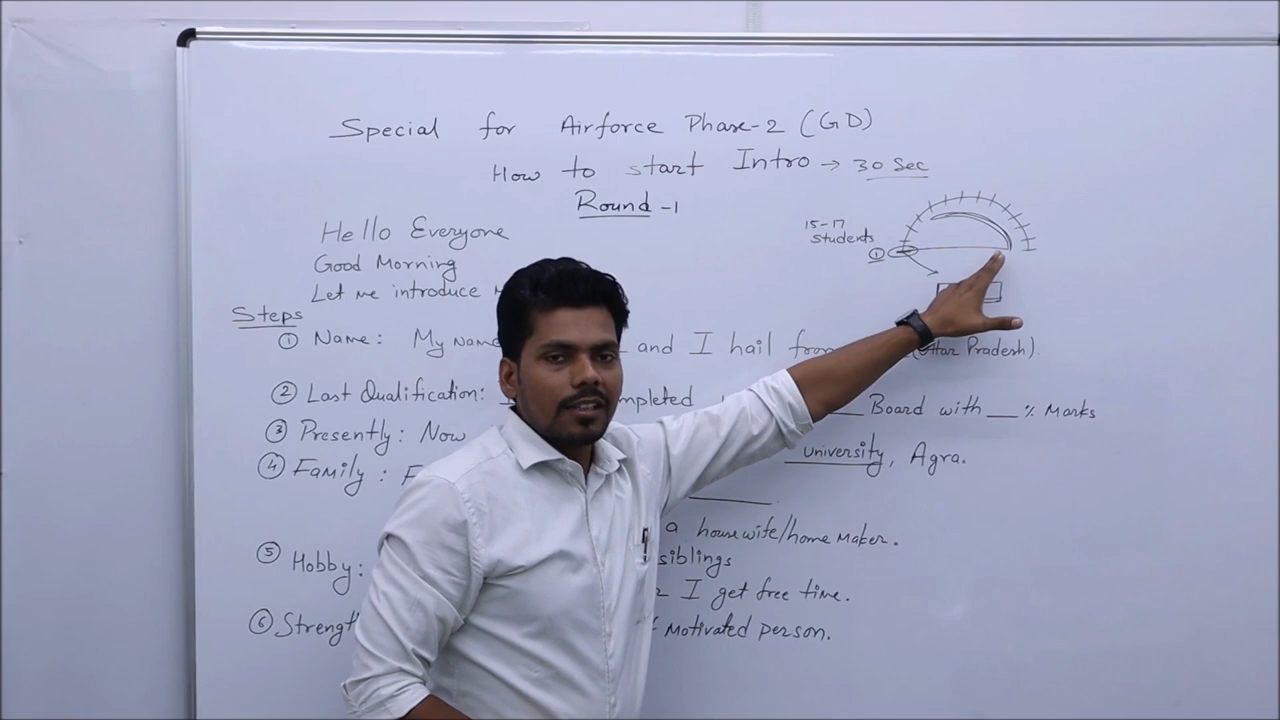 Special for Airforce Phase-2 (GD)
How to start Intro → 30 Sec
Round -1
15-17
students
①
Hello Everyone
Good Morning
Let me introduce
Steps
① Name: My name and I hail from (Uttar Pradesh).
② Last Qualification: mpleted ___ Board with __ % Marks
③ Presently: Now university, Agra.
④ Family:
a housewife/home maker.
siblings
⑤ Hobby: I get free time.
⑥ Strengt Motivated person.